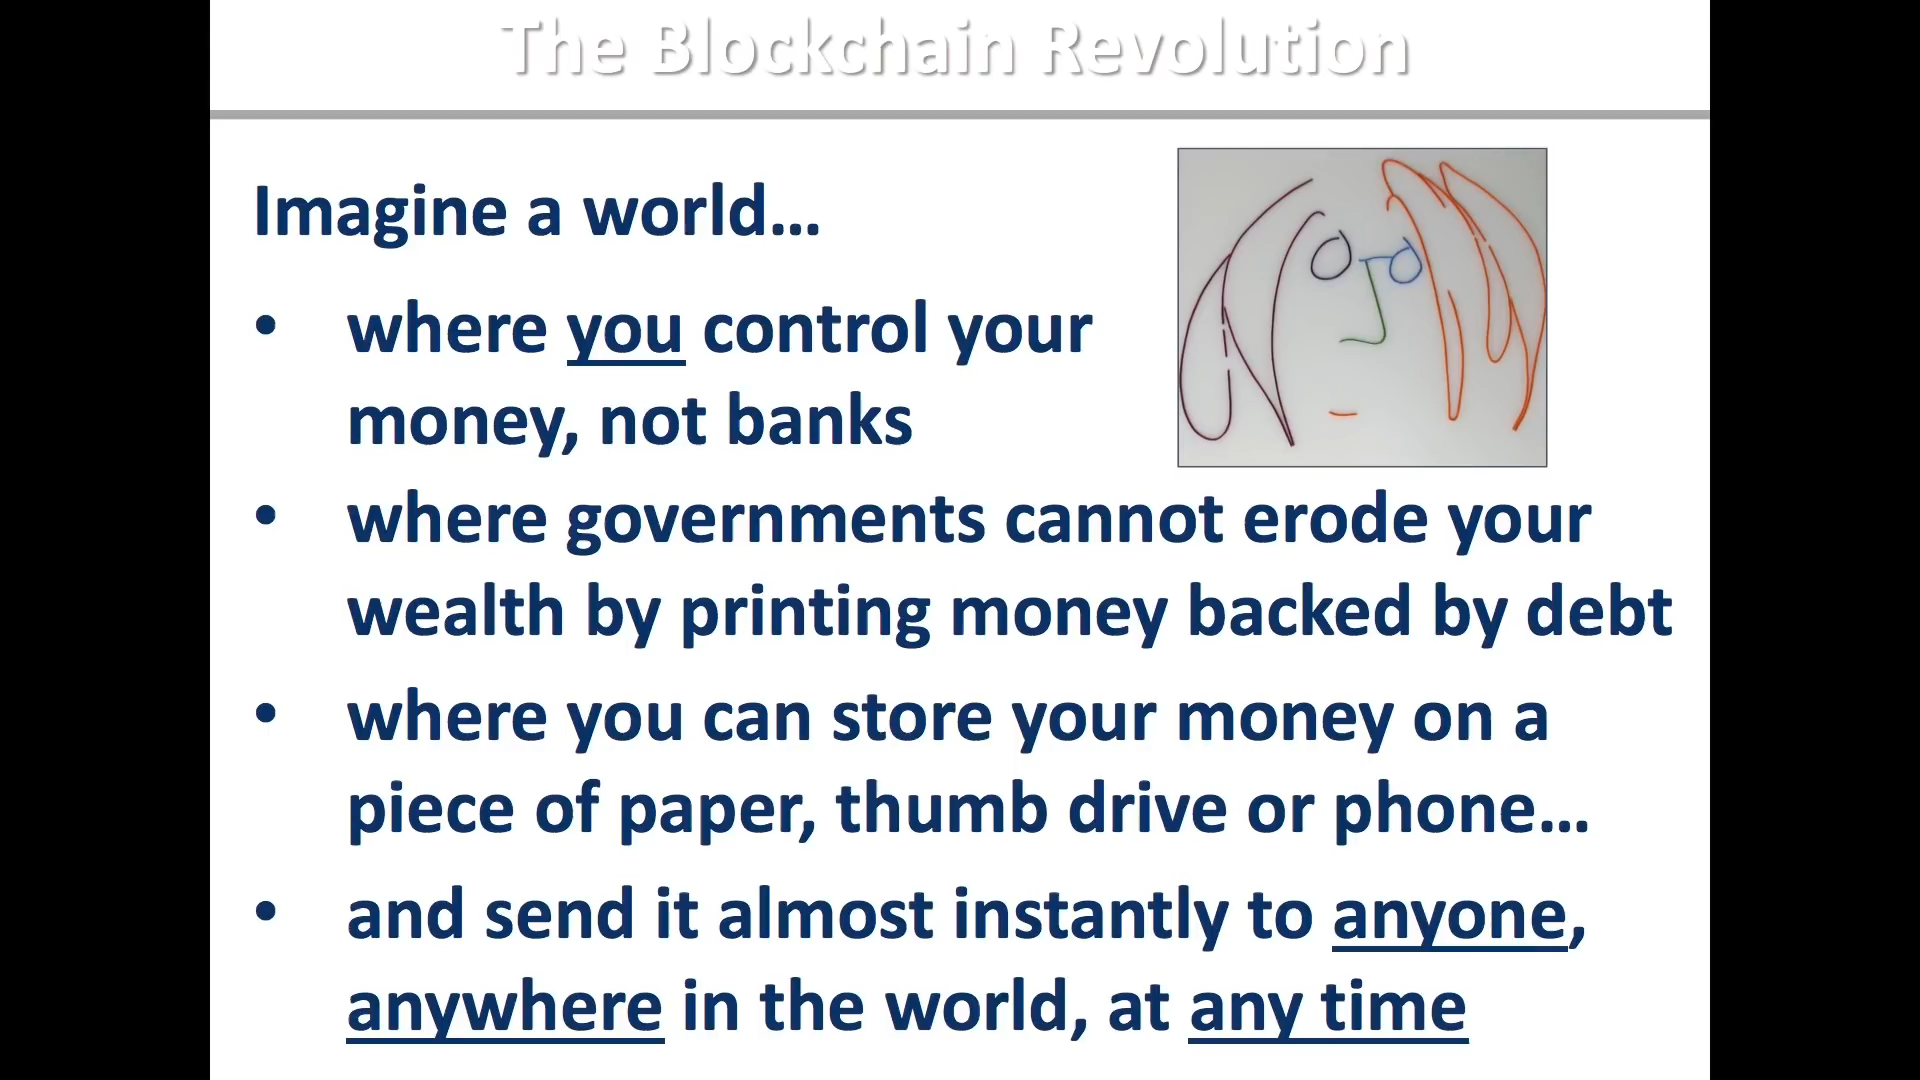 The Blockchain Revolution
Imagine a world...
• where you control your
money, not banks
• where governments cannot erode your
wealth by printing money backed by debt
• where you can store your money on a
piece of paper, thumb drive or phone...
• and send it almost instantly to anyone,
anywhere in the world, at any time